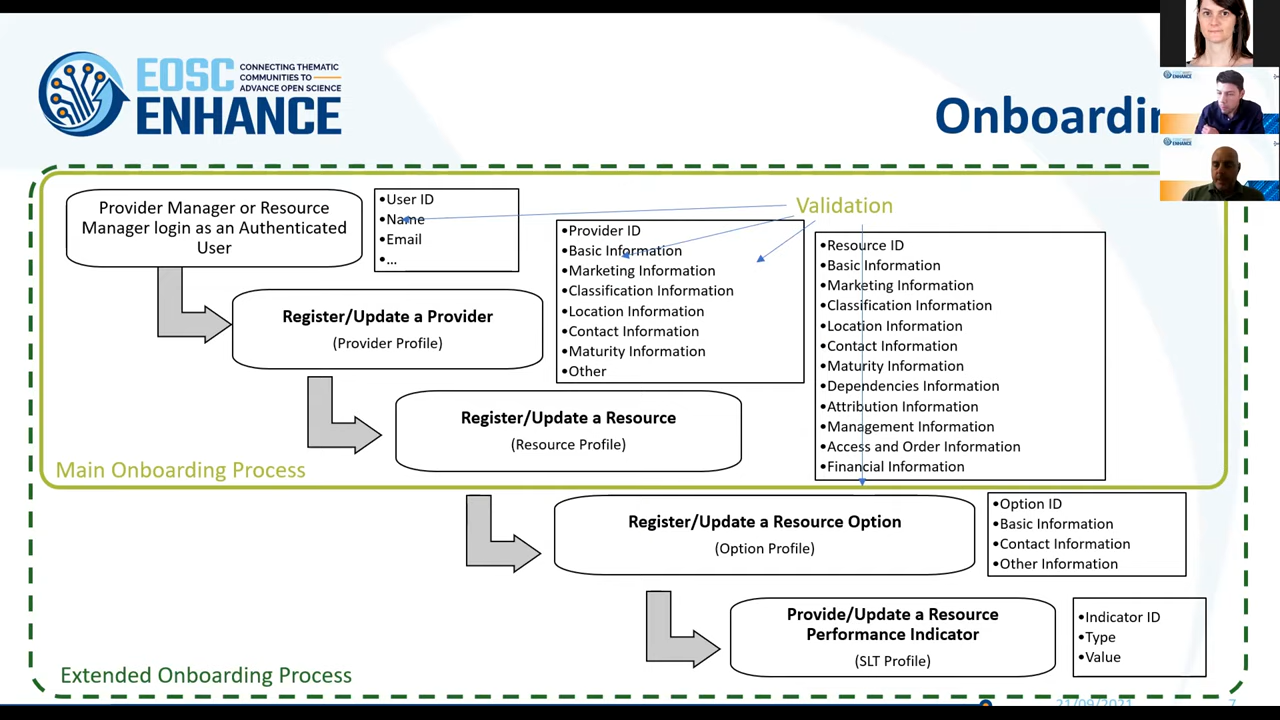 EOSC
CONNECTING THEMATIC
COMMUNITIES TO
ADVANCE OPEN SCIENCE
ENHANCE
Provider Manager or Resource
Manager login as an Authenticated
User
•User ID
•Name
•Email
•...
Validation
•Provider ID
•Basic Information
•Marketing Information
•Classification Information
•Location Information
•Contact Information
•Maturity Information
•Other
•Resource ID
•Basic Information
•Marketing Information
•Classification Information
•Location Information
•Contact Information
•Maturity Information
•Dependencies Information
•Attribution Information
•Management Information
•Access and Order Information
•Financial Information
Register/Update a Provider
(Provider Profile)
Register/Update a Resource
(Resource Profile)
Main Onboarding Process
Register/Update a Resource Option
(Option Profile)
•Option ID
•Basic Information
•Contact Information
•Other Information
Provide/Update a Resource
Performance Indicator
(SLT Profile)
•Indicator ID
•Type
•Value
Extended Onboarding Process
21/09/2021
7